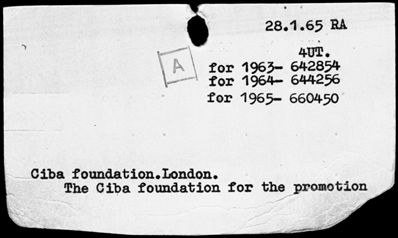 28.1.65 RA
4UT.
A
for 1963- 642854
for 1964- 644256
for 1965- 660450
Ciba foundation.London.
The Ciba foundation for the promotion